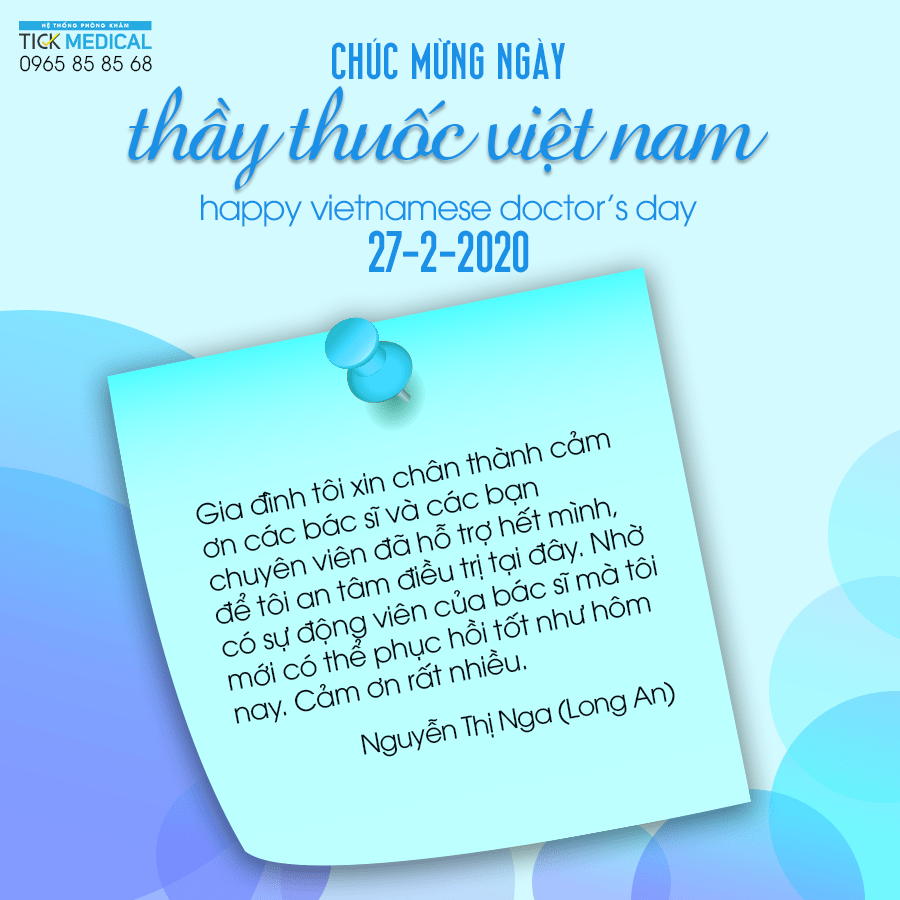 HỆ THỐNG PHÒNG KHÁM
TICK MEDICAL
0965 85 85 68
CHÚC MỪNG NGÀY
thầy thuốc việt nam
happy vietnamese doctor's day
27-2-2020
Gia đình tôi xin chân thành cảm
ơn các bác sĩ và các bạn
chuyên viên đã hỗ trợ hết mình,
để tôi an tâm điều trị tại đây. Nhờ
có sự động viên của bác sĩ mà tôi
mới có thể phục hồi tốt như hôm
nay. Cảm ơn rất nhiều.
Nguyễn Thị Nga (Long An)